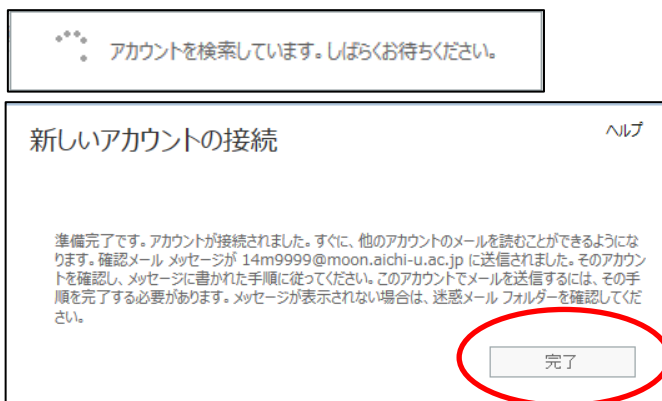 アカウントを検索しています。しばらくお待ちください。
新しいアカウントの接続
ヘルプ
準備完了です。アカウントが接続されました。すぐに、他のアカウントのメールを読むことができるようにな
ります。確認メール メッセージが 14m9999@moon.aichi-u.ac.jp に送信されました。そのアカウン
トを確認し、メッセージに書かれた手順に従ってください。このアカウントでメールを送信するには、その手
順を完了する必要があります。メッセージが表示されない場合は、迷惑メール フォルダーを確認してくだ
さい。
完了